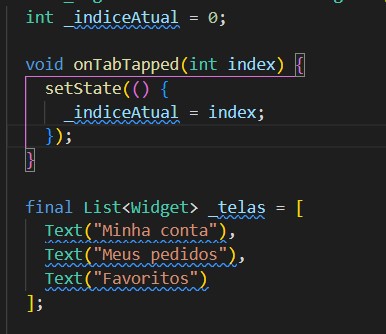 int _indiceAtual = 0;
void onTabTapped(int index) {
setState(() {
_indiceAtual = index;
});
}
final List<Widget> _telas = [
Text("Minha conta"),
Text("Meus pedidos"),
Text("Favoritos")
];